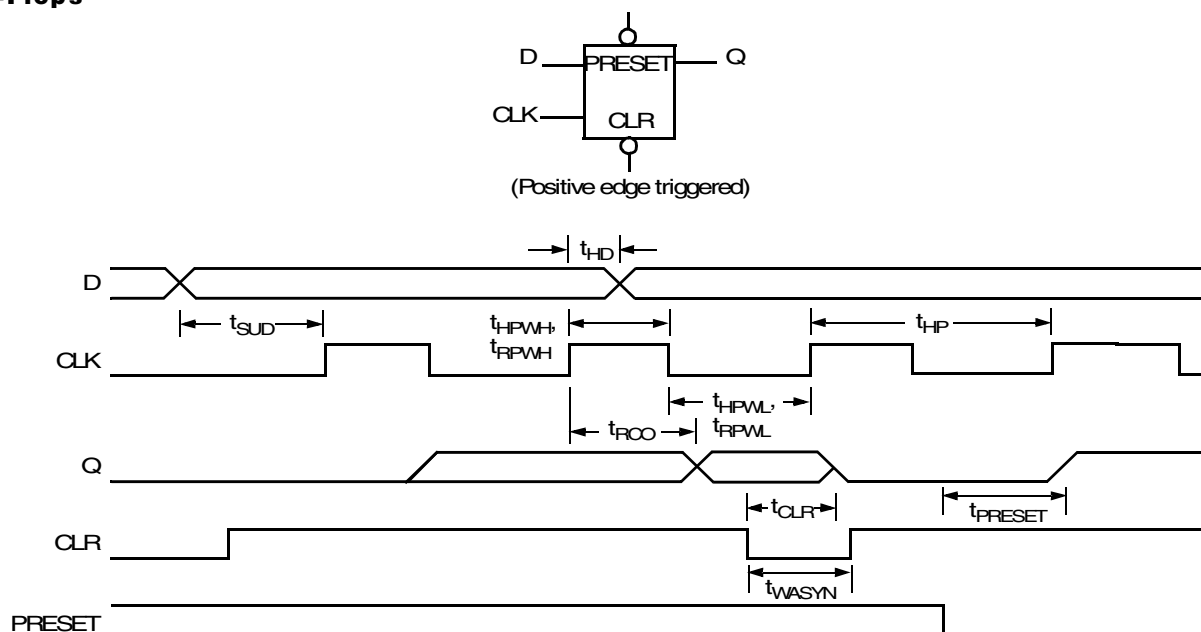 D
PRESET
Q
CLK
CLR
(Positive edge triggered)
tHD
D
tSUD
tHPWH,
tRPWH
tHP
CLK
tHPWL,
tRPWL
tRCO
Q
tCLR
tPRESET
CLR
tWASYN
PRESET